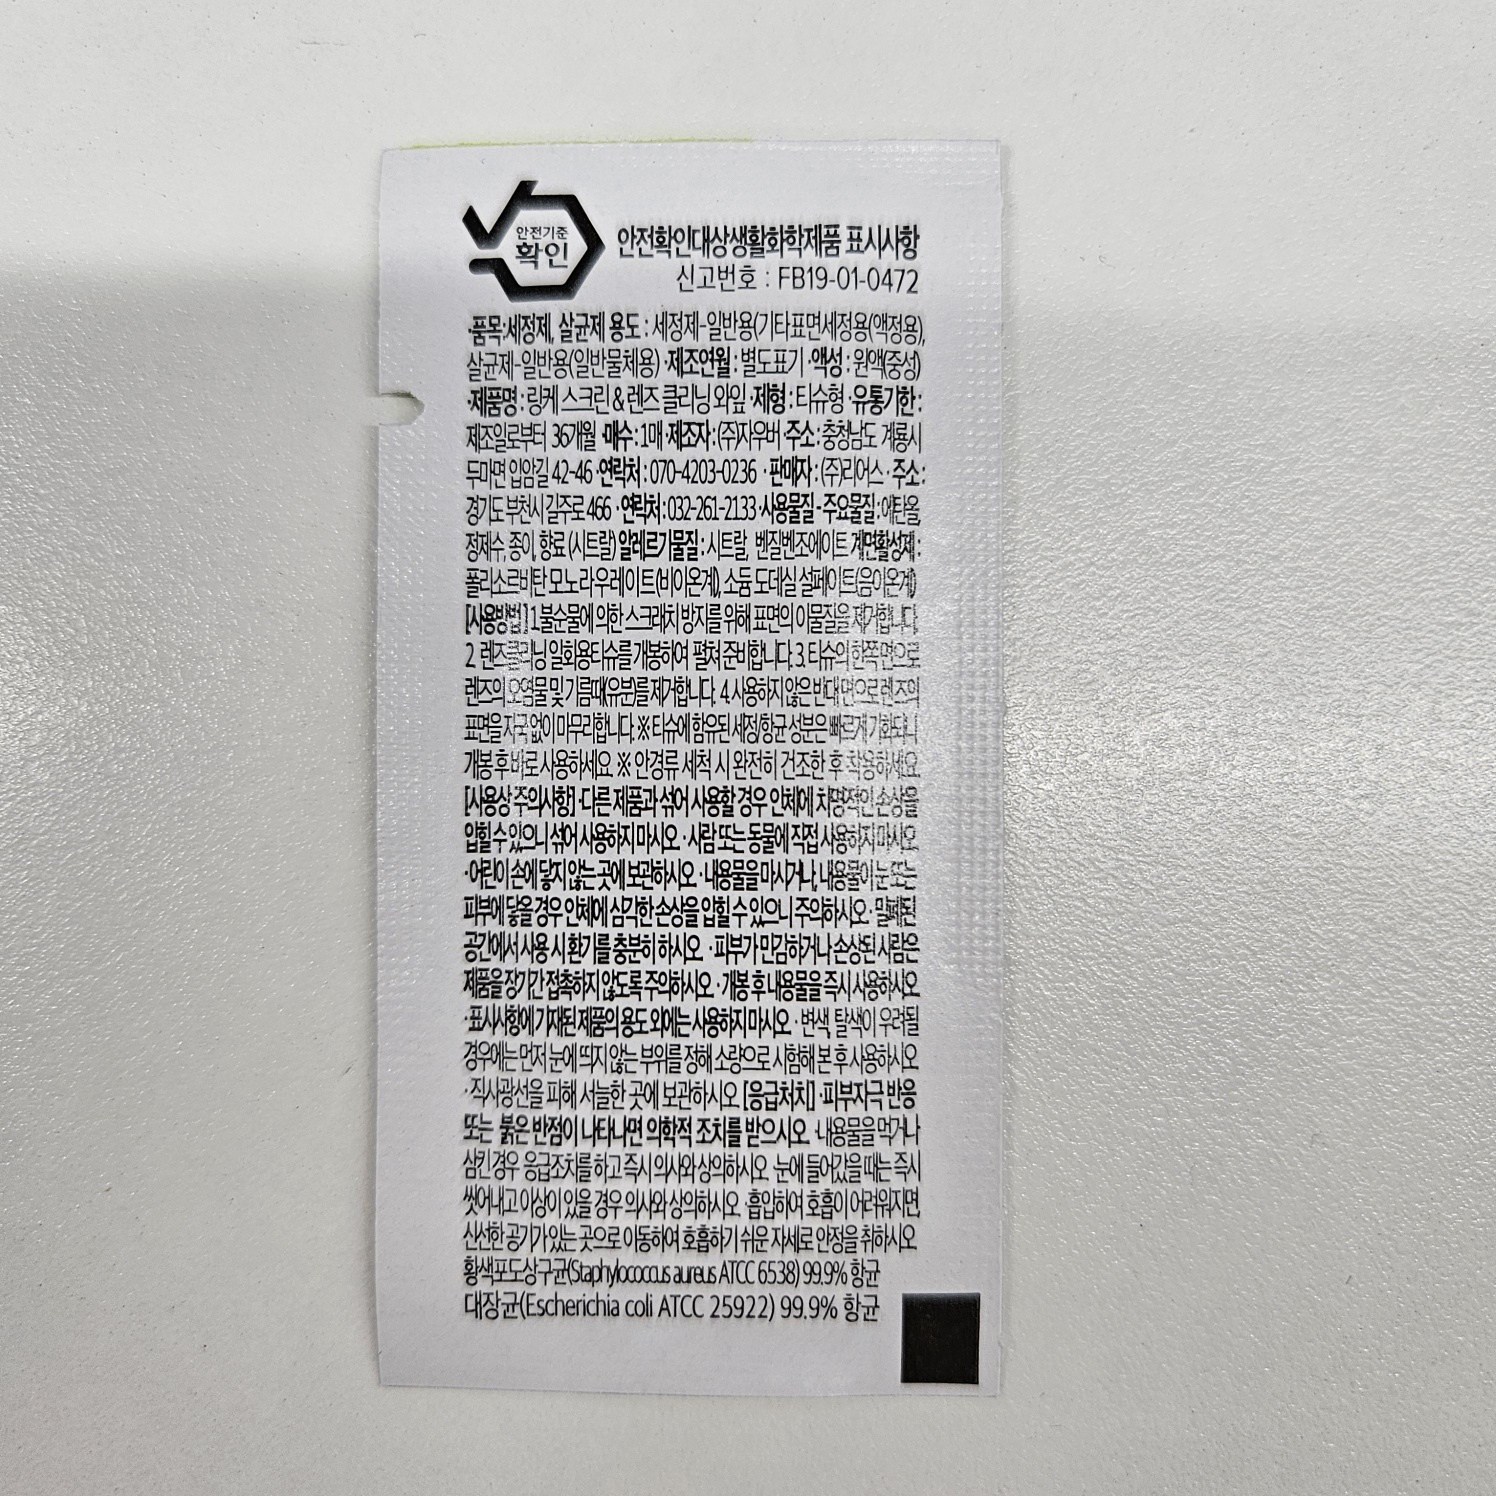 안전기준
확인
안전확인대상생활화학제품 표시사항
신고번호 : FB19-01-0472
·품목:세정제, 살균제 용도 : 세정제-일반용(기타표면세정용(액정용),
살균제-일반용(일반물체용) ·제조연월 : 별도표기 ·액성 : 원액(중성)
·제품명 : 링케 스크린 & 렌즈 클리닝 와잎 ·제형 : 티슈형 ·유통기한 :
제조일로부터 36개월 ·매수 : 1매 ·제조자 : (주)자우버 ·주소 : 충청남도 계룡시
두마면 입암길 42-46 ·연락처 : 070-4203-0236 · 판매자 : (주)리어스 · 주소 :
경기도 부천시 길주로 466 · 연락처 : 032-261-2133 ·사용물질 - 주요물질 : 에탄올,
정제수, 종이, 향료 (시트랄) 알레르기물질 : 시트랄, 벤질벤조에이트 계면활성제 :
폴리소르비탄 모노라우레이트(비이온계), 소듐 도데실 설페이트(음이온계)
[사용방법] 1.불순물에 의한 스크래치 방지를 위해 표면의 이물질을 제거합니다.
2. 렌즈클리닝 일회용티슈를 개봉하여 펼쳐 준비합니다. 3. 티슈의 한쪽 면으로
렌즈의 오염물 및 기름때(유분)를 제거합니다. 4. 사용하지 않은 반대 면으로 렌즈의
표면을 자국 없이 마무리합니다. ※ 티슈에 함유된 세정/항균 성분은 빠르게 기화되니
개봉 후 바로 사용하세요. ※ 안경류 세척 시 완전히 건조한 후 착용하세요.
[사용상 주의사항] ·다른 제품과 섞어 사용할 경우 인체에 치명적인 손상을
입힐 수 있으니 섞어 사용하지 마시오 · 사람 또는 동물에 직접 사용하지 마시오
·어린이 손에 닿지 않는 곳에 보관하시오 · 내용물을 마시거나, 내용물이 눈 또는
피부에 닿을 경우 인체에 심각한 손상을 입힐 수 있으니 주의하시오 · 밀폐된
공간에서 사용 시 환기를 충분히 하시오 · 피부가 민감하거나 손상된 사람은
제품을 장기간 접촉하지 않도록 주의하시오 · 개봉 후 내용물을 즉시 사용하시오
·표시사항에 기재된 제품의 용도 외에는 사용하지 마시오 · 변색, 탈색이 우려될
경우에는 먼저 눈에 띄지 않는 부위를 정해 소량으로 시험해 본 후 사용하시오
· 직사광선을 피해 서늘한 곳에 보관하시오 [응급처치] ·피부자극 반응
또는 붉은 반점이 나타나면 의학적 조치를 받으시오 ·내용물을 먹거나
삼킨 경우 응급조치를 하고 즉시 의사와 상의하시오 눈에 들어갔을 때는 즉시
씻어내고 이상이 있을 경우 의사와 상의하시오 ·흡입하여 호흡이 어려워지면,
신선한 공기가 있는 곳으로 이동하여 호흡하기 쉬운 자세로 안정을 취하시오
황색포도상구균(Staphylococcus aureus ATCC 6538) 99.9% 항균
대장균(Escherichia coli ATCC 25922) 99.9% 항균